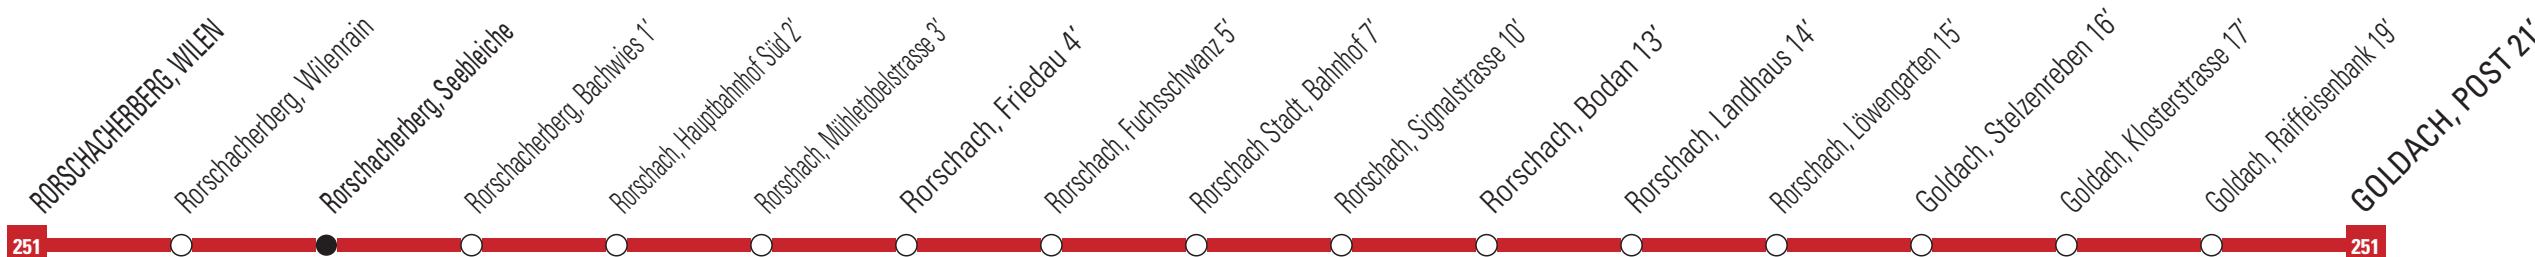 RORSCHACHERBERG, WILEN
Rorschacherberg, Wilenrain
Rorschacherberg, Seebleiche
Rorschacherberg, Bachwies 1′
Rorschach, Hauptbahnhof Süd 2′
Rorschach, Mühletobelstrasse 3′
Rorschach, Friedau 4′
Rorschach, Fuchsschwanz 5′
Rorschach Stadt, Bahnhof 7′
Rorschach, Signalstrasse 10′
Rorschach, Bodan 13′
Rorschach, Landhaus 14′
Rorschach, Löwengarten 15′
Goldach, Stelzenreben 16′
Goldach, Klosterstrasse 17′
Goldach, Raiffeisenbank 19′
GOLDACH, POST 21′
251
251